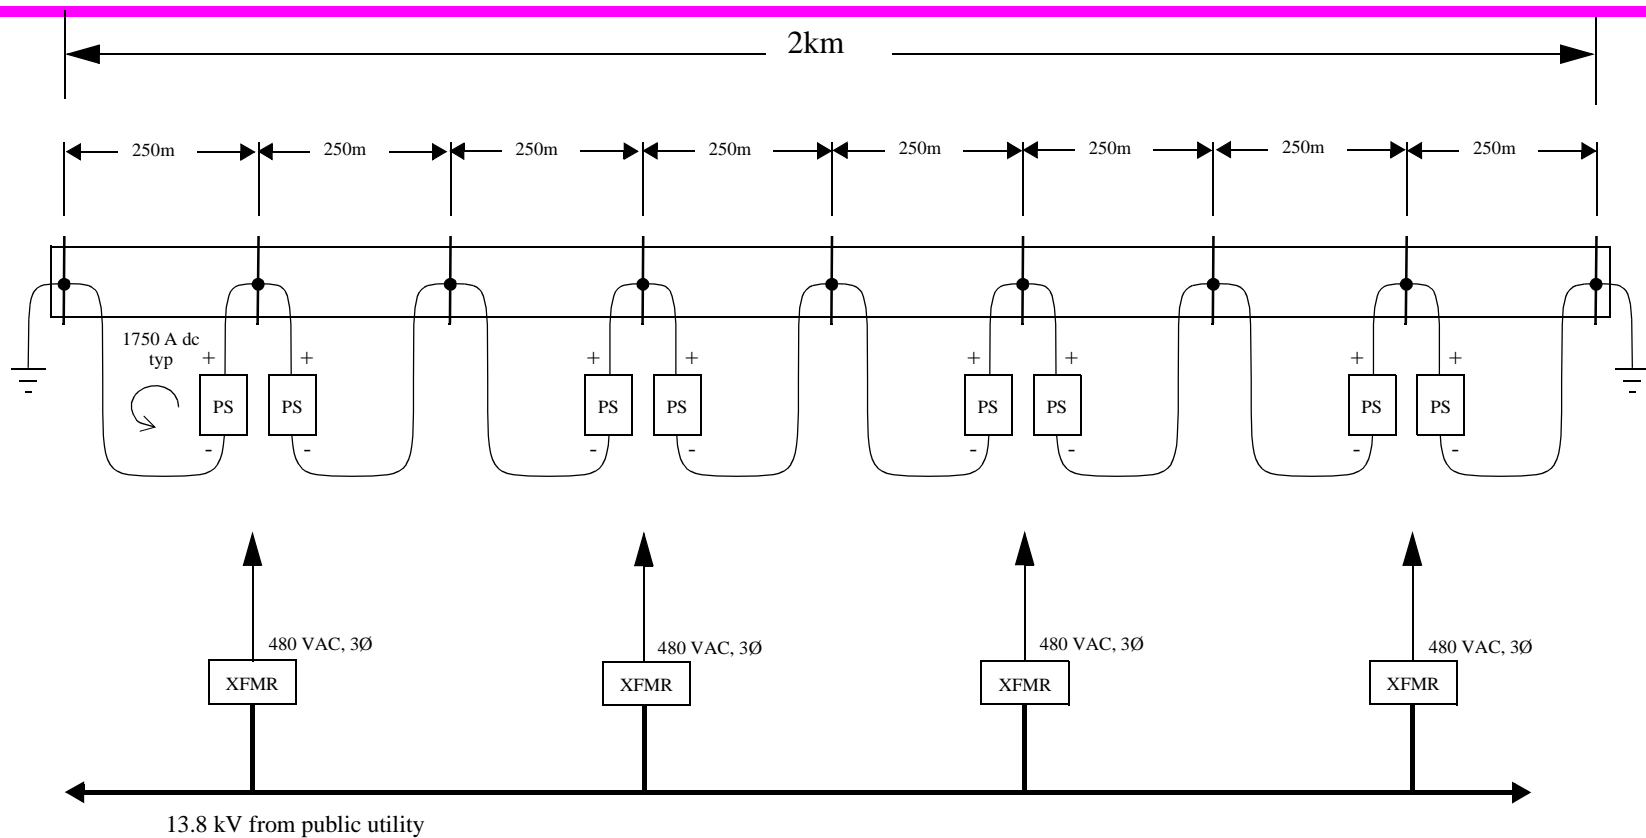 2km
250m 250m 250m 250m 250m 250m 250m 250m
1750 A dc
typ
+ + + + + + + +
PS PS PS PS PS PS PS PS
- - - - - - - -
480 VAC, 3Ø 480 VAC, 3Ø 480 VAC, 3Ø 480 VAC, 3Ø
XFMR XFMR XFMR XFMR
13.8 kV from public utility